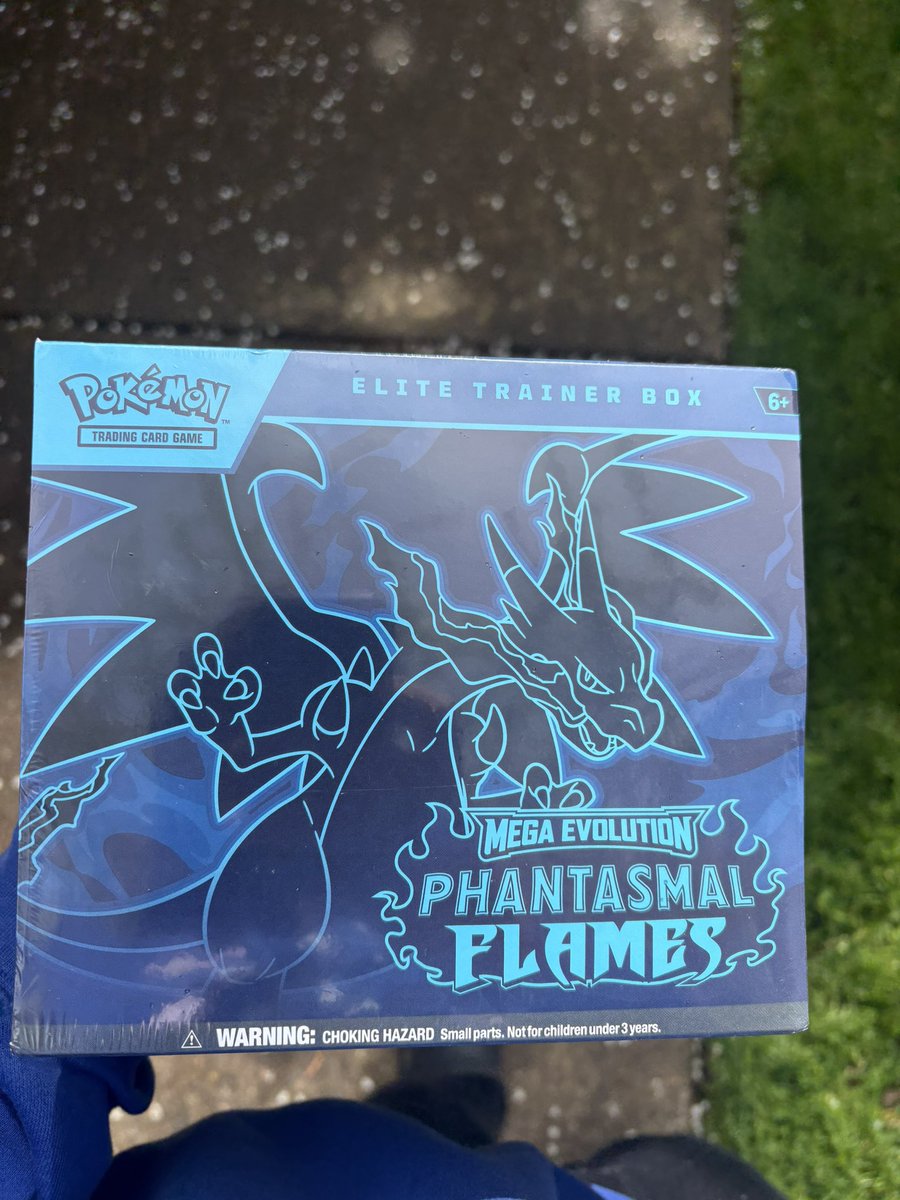 POKéMON
TM
TRADING CARD GAME
ELITE TRAINER BOX
6+
MEGA EVOLUTION
PHANTASMAL
FLAMES
WARNING: CHOKING HAZARD Small parts. Not for children under 3 years.